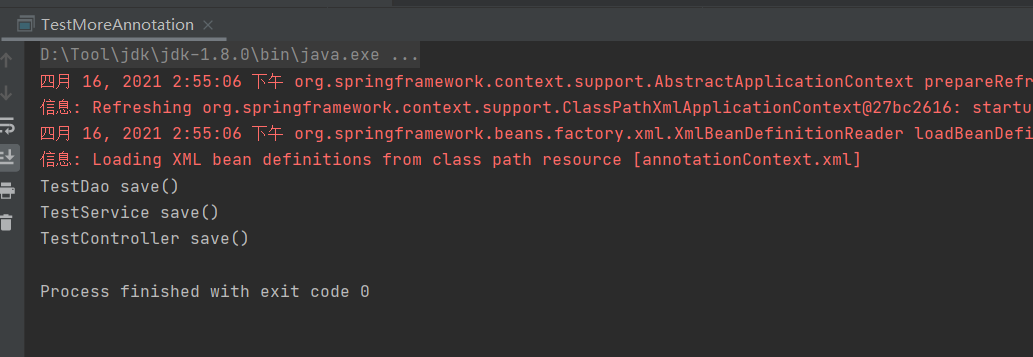 TestMoreAnnotation
D:\Tool\jdk\jdk-1.8.0\bin\java.exe ...
四月 16, 2021 2:55:06 下午 org.springframework.context.support.AbstractApplicationContext prepareRefr
信息: Refreshing org.springframework.context.support.ClassPathXmlApplicationContext@27bc2616: startu
四月 16, 2021 2:55:06 下午 org.springframework.beans.factory.xml.XmlBeanDefinitionReader loadBeanDefi
信息: Loading XML bean definitions from class path resource [annotationContext.xml]
TestDao save()
TestService save()
TestController save()
Process finished with exit code 0